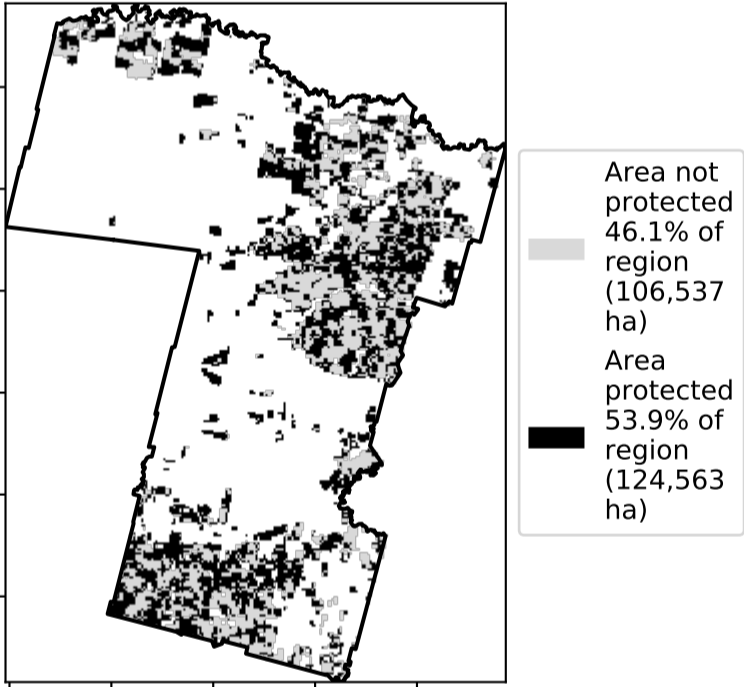 Area not
protected
46.1% of
region
(106,537
ha)
Area
protected
53.9% of
region
(124,563
ha)